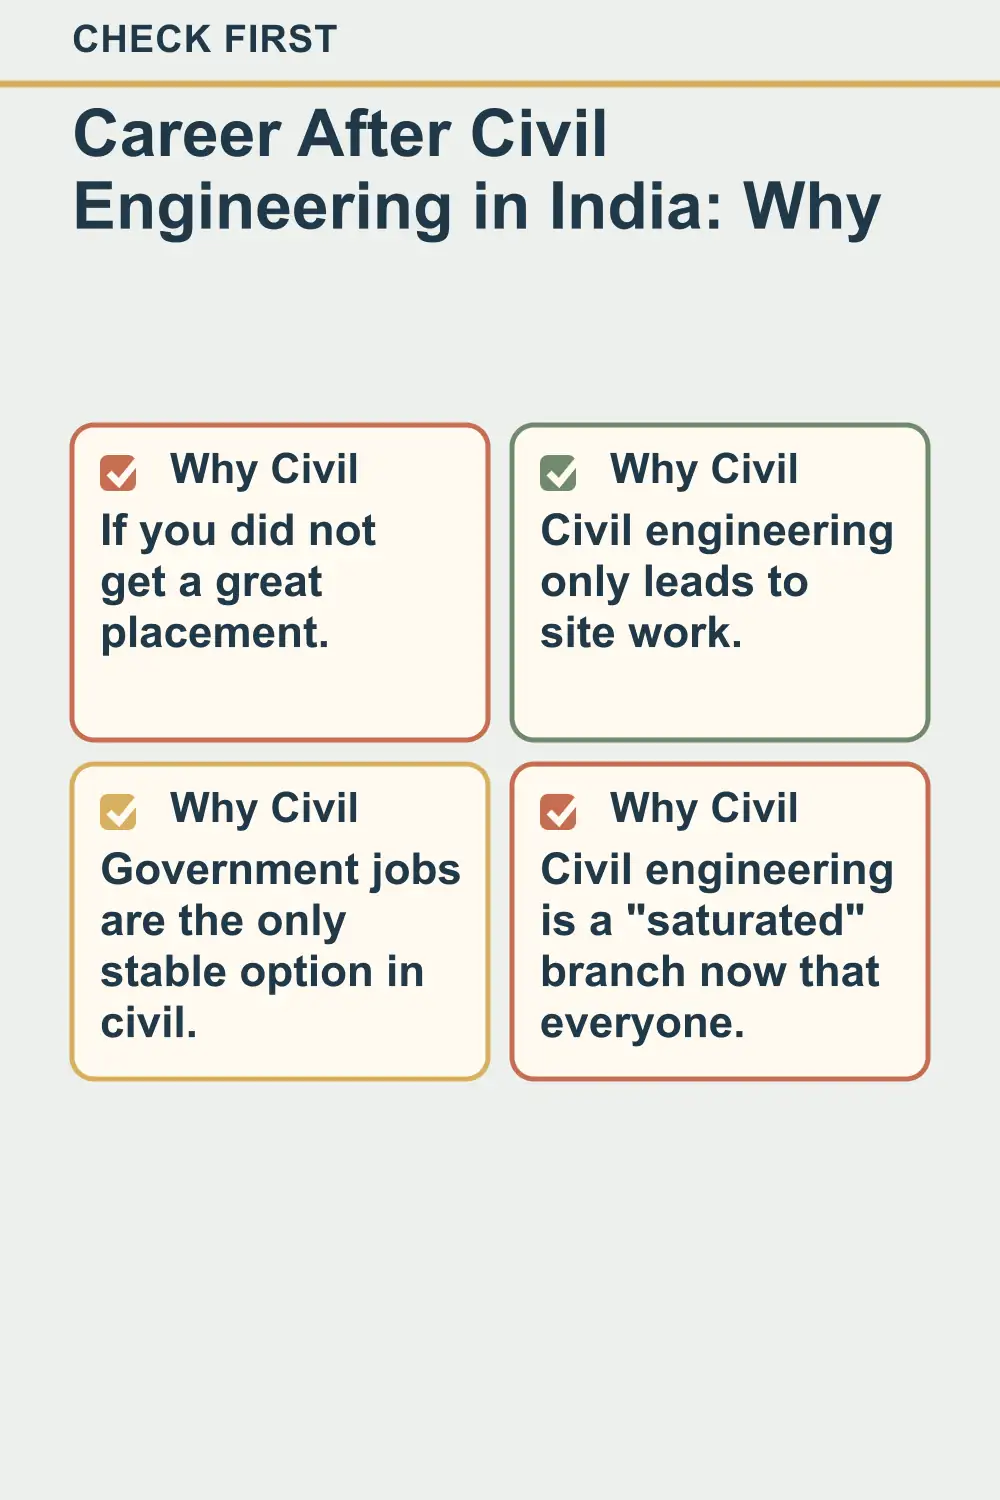 CHECK FIRST
Career After Civil
Engineering in India: Why
Why Civil
If you did not
get a great
placement.
Why Civil
Civil engineering
only leads to
site work.
Why Civil
Government jobs
are the only
stable option in
civil.
Why Civil
Civil engineering
is a "saturated"
branch now that
everyone.